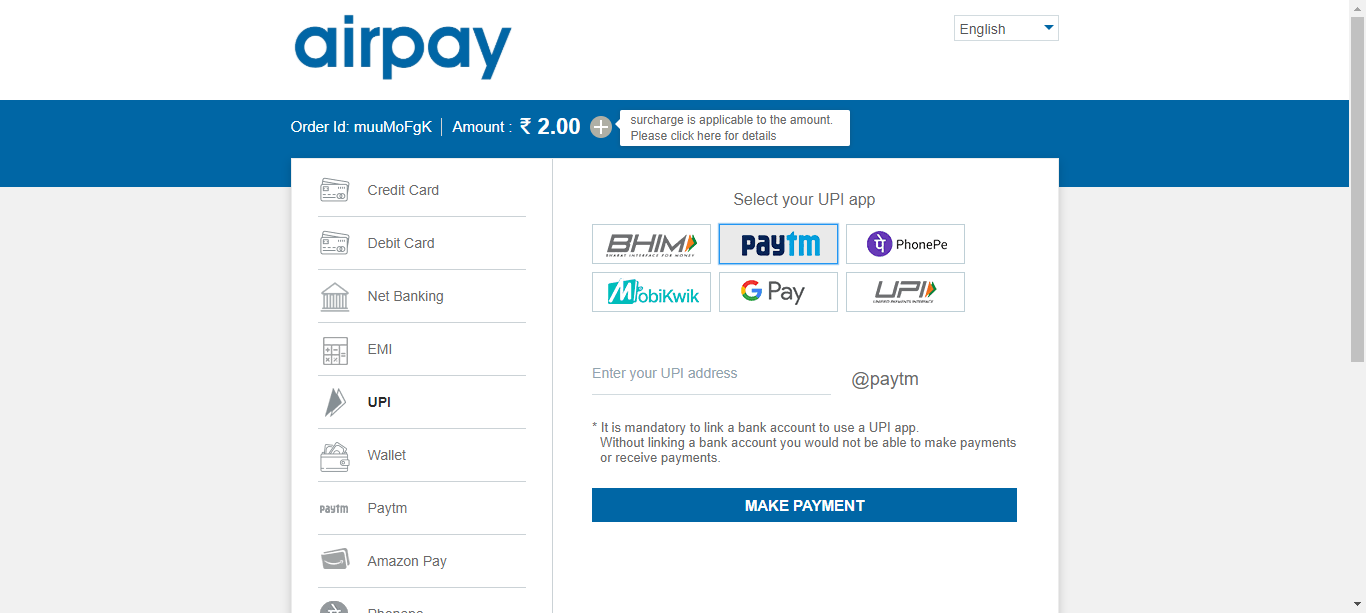 airpay
English
Order Id: muuMoFgK | Amount : ₹ 2.00
surcharge is applicable to the amount.
Please click here for details
Credit Card
Debit Card
Net Banking
EMI
UPI
Wallet
paytm Paytm
Amazon Pay
Phonepe
Select your UPI app
BHIM
BHARAT INTERFACE FOR MONEY
paytm
PhonePe
MobiKwik
G Pay
UPI
UNIFIED PAYMENTS INTERFACE
Enter your UPI address @paytm
* It is mandatory to link a bank account to use a UPI app.
Without linking a bank account you would not be able to make payments
or receive payments.
MAKE PAYMENT